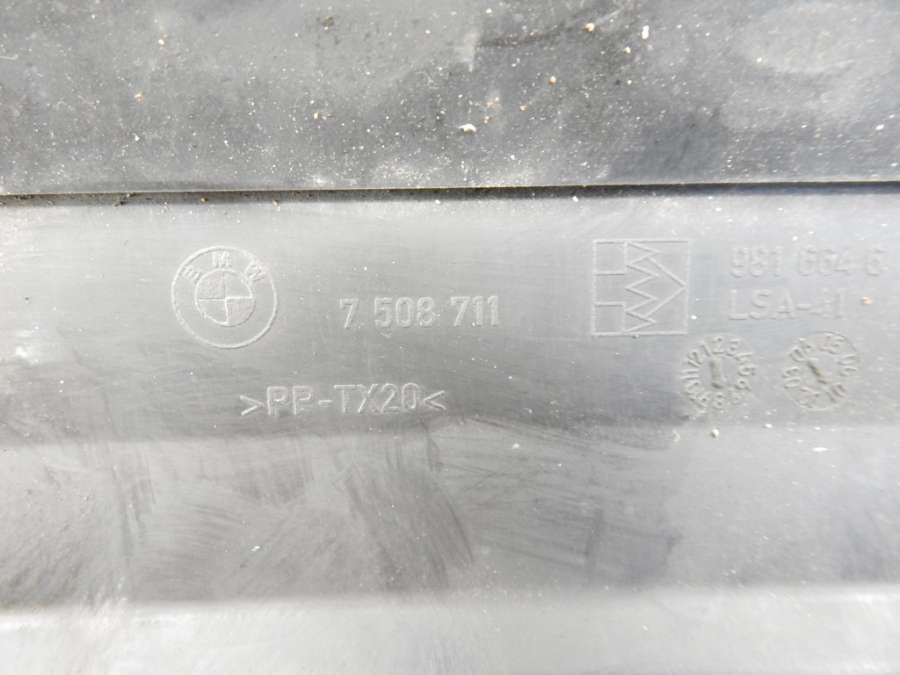 BMW
7 508 711
>PP-TX20<
981 664 6
LSA-41